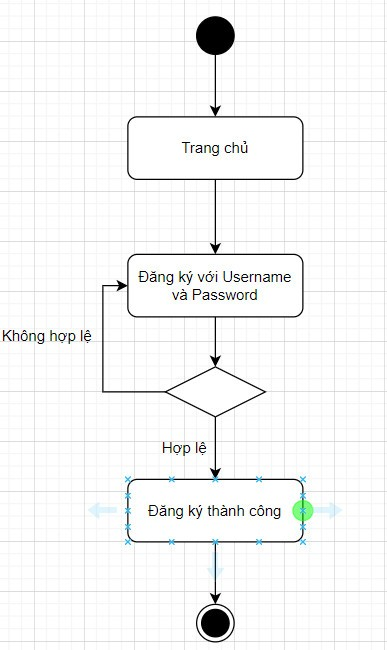 Trang chủ
Đăng ký với Username
và Password
Không hợp lệ
Hợp lệ
Đăng ký thành công